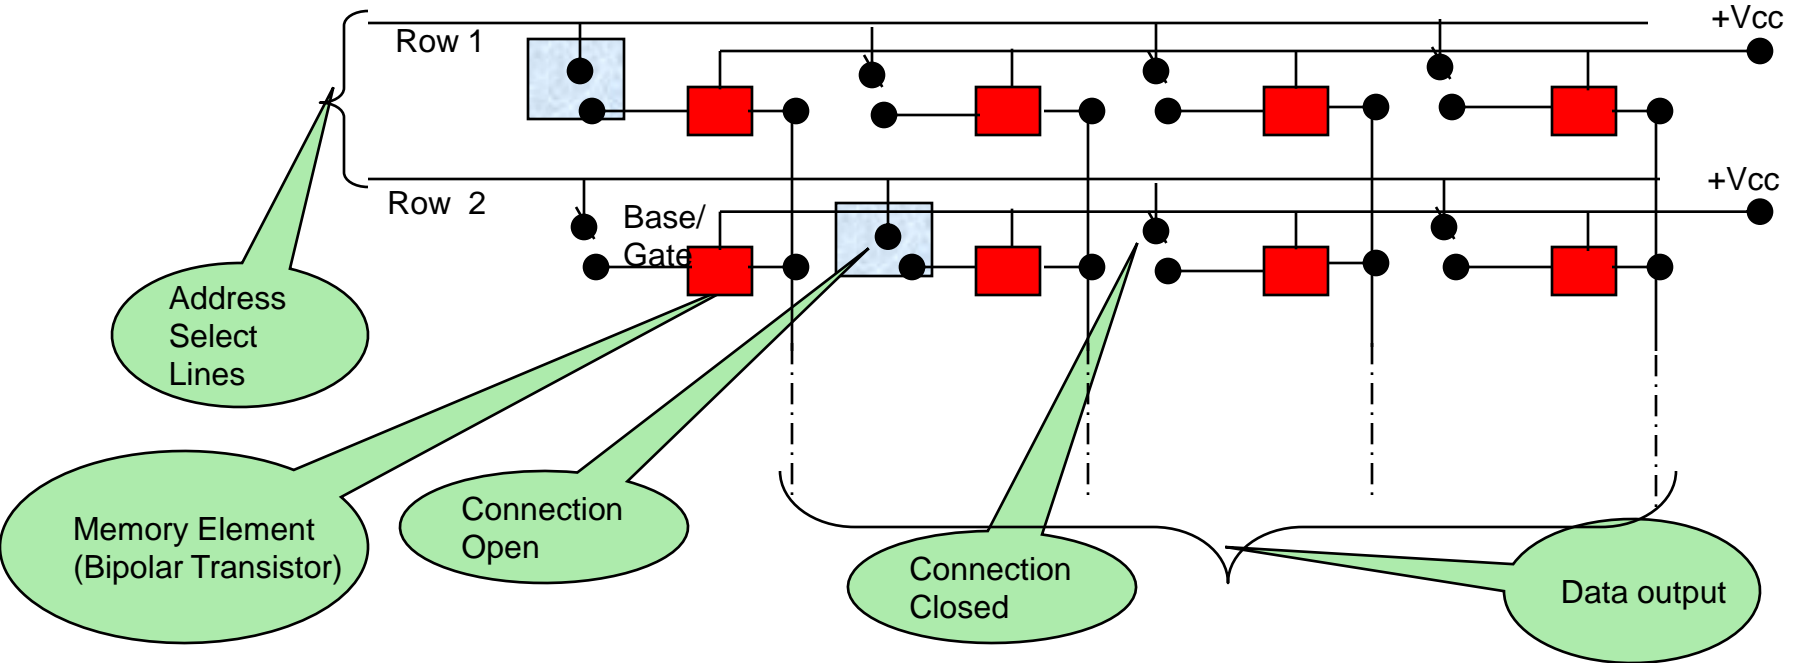 +Vcc
Row 1
+Vcc
Row 2
Base/
Gate
Address
Select
Lines
Memory Element
(Bipolar Transistor)
Connection
Open
Connection
Closed
Data output